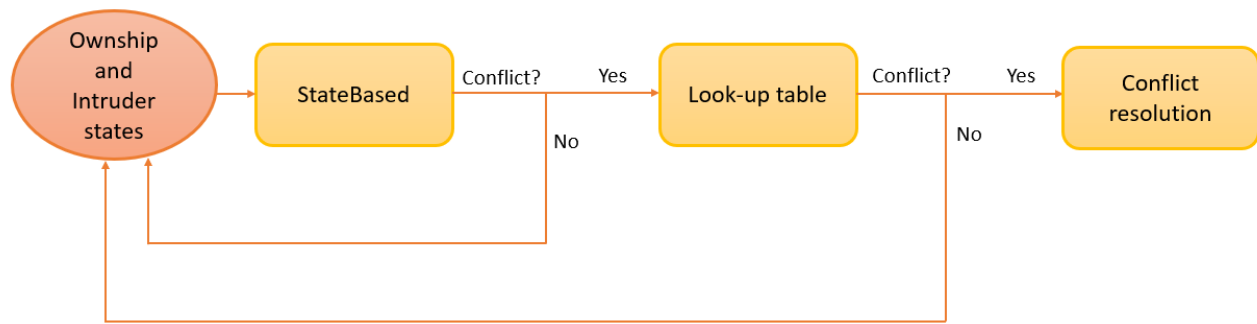 Ownship
and
Intruder
states
StateBased
Conflict?
Yes
No
Look-up table
Conflict?
Yes
No
Conflict
resolution